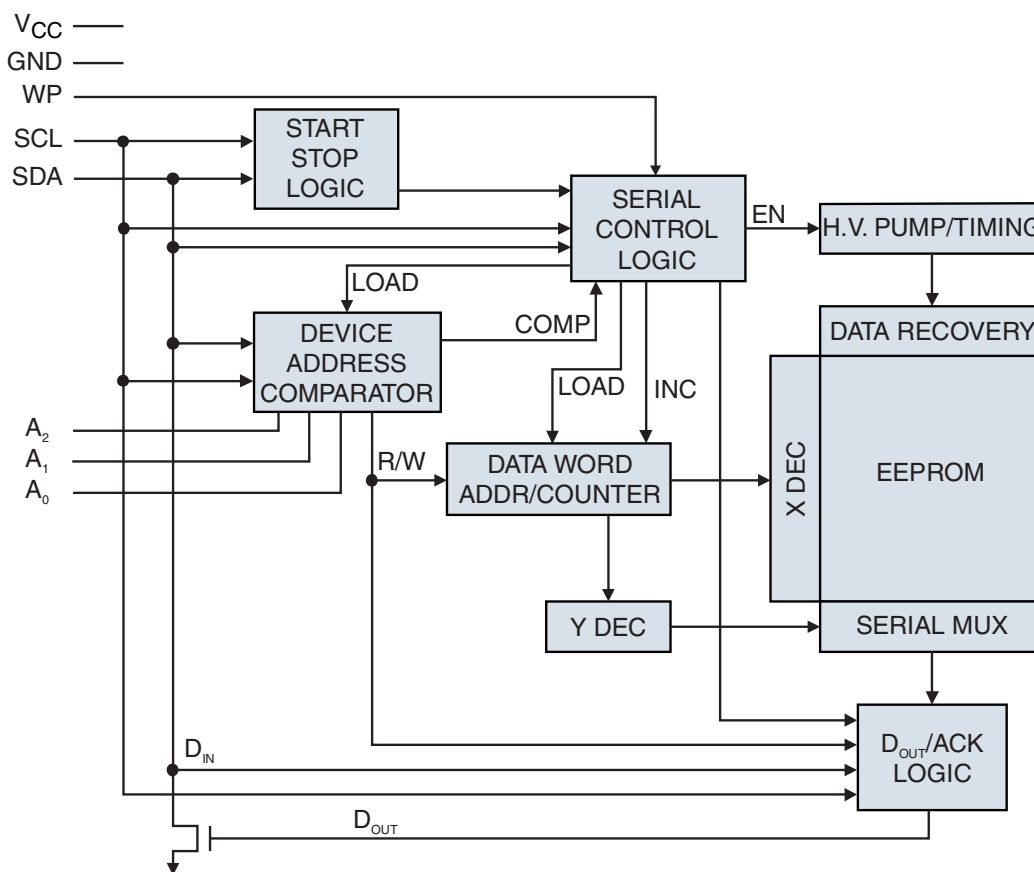 VCC
GND
WP
SCL
SDA
START
STOP
LOGIC
SERIAL
CONTROL
LOGIC
EN
H.V. PUMP/TIMING
LOAD
COMP
DEVICE
ADDRESS
COMPARATOR
LOAD
INC
DATA RECOVERY
A2
A1
A0
R/W
DATA WORD
ADDR/COUNTER
X DEC
EEPROM
Y DEC
SERIAL MUX
DIN
DOUT/ACK
LOGIC
DOUT